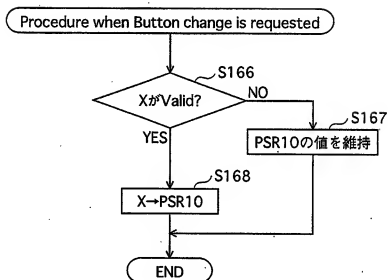 Procedure when Button change is requested
S166
XがValid?
NO
S167
YES
PSR10の値を維持
S168
X→PSR10
END